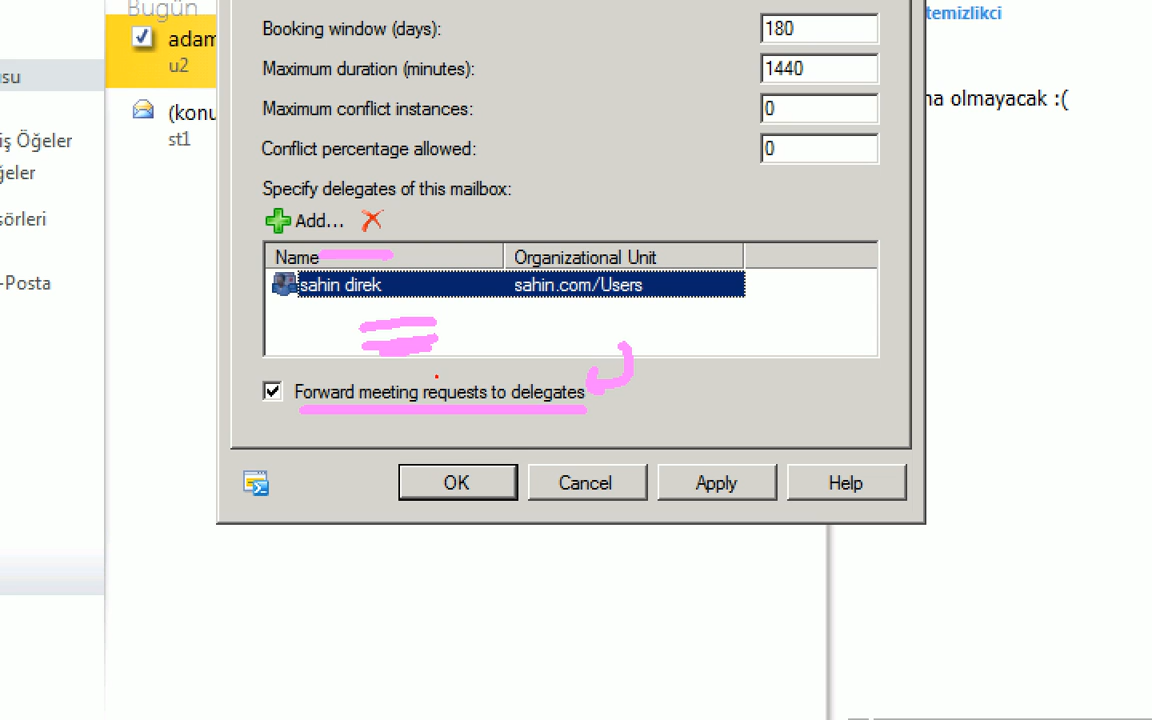 Bugün
temizlikci
adam
u2
usu
(konu
st1
iş Öğeler
ğeler
sörleri
-Posta
na olmayacak :(
Booking window (days): 180
Maximum duration (minutes): 1440
Maximum conflict instances: 0
Conflict percentage allowed: 0
Specify delegates of this mailbox:
Add...
Name Organizational Unit
sahin direk sahin.com/Users
Forward meeting requests to delegates
OK Cancel Apply Help